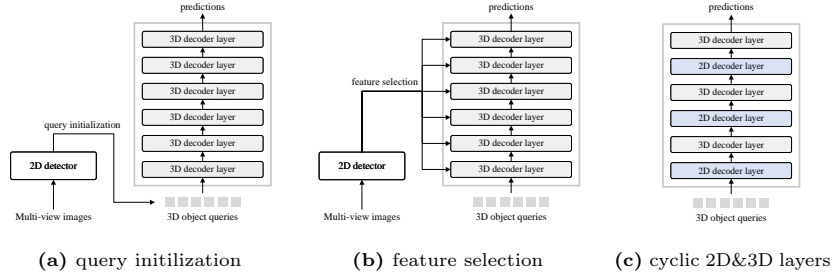 predictions
3D decoder layer
3D decoder layer
3D decoder layer
3D decoder layer
3D decoder layer
3D decoder layer
query initialization
2D detector
Multi-view images
3D object queries
(a) query initilization
predictions
3D decoder layer
3D decoder layer
3D decoder layer
3D decoder layer
3D decoder layer
3D decoder layer
feature selection
2D detector
Multi-view images
3D object queries
(b) feature selection
predictions
3D decoder layer
2D decoder layer
3D decoder layer
2D decoder layer
3D decoder layer
2D decoder layer
3D object queries
(c) cyclic 2D&3D layers